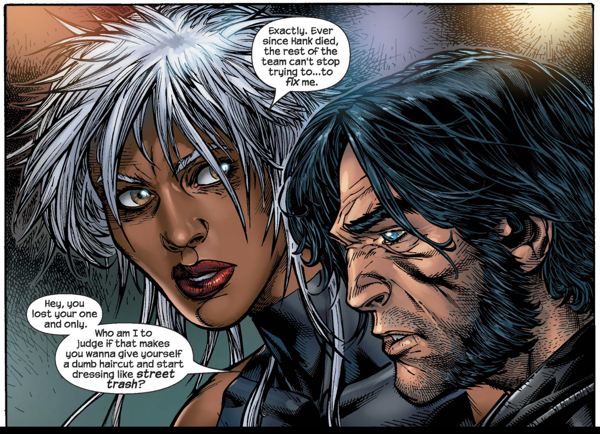 Exactly. Ever
since Hank died,
the rest of the
team can't stop
trying to...to
fix me.
Hey, you
lost your one
and only.
Who am I to
judge if that makes
you wanna give yourself
a dumb haircut and start
dressing like street
trash?